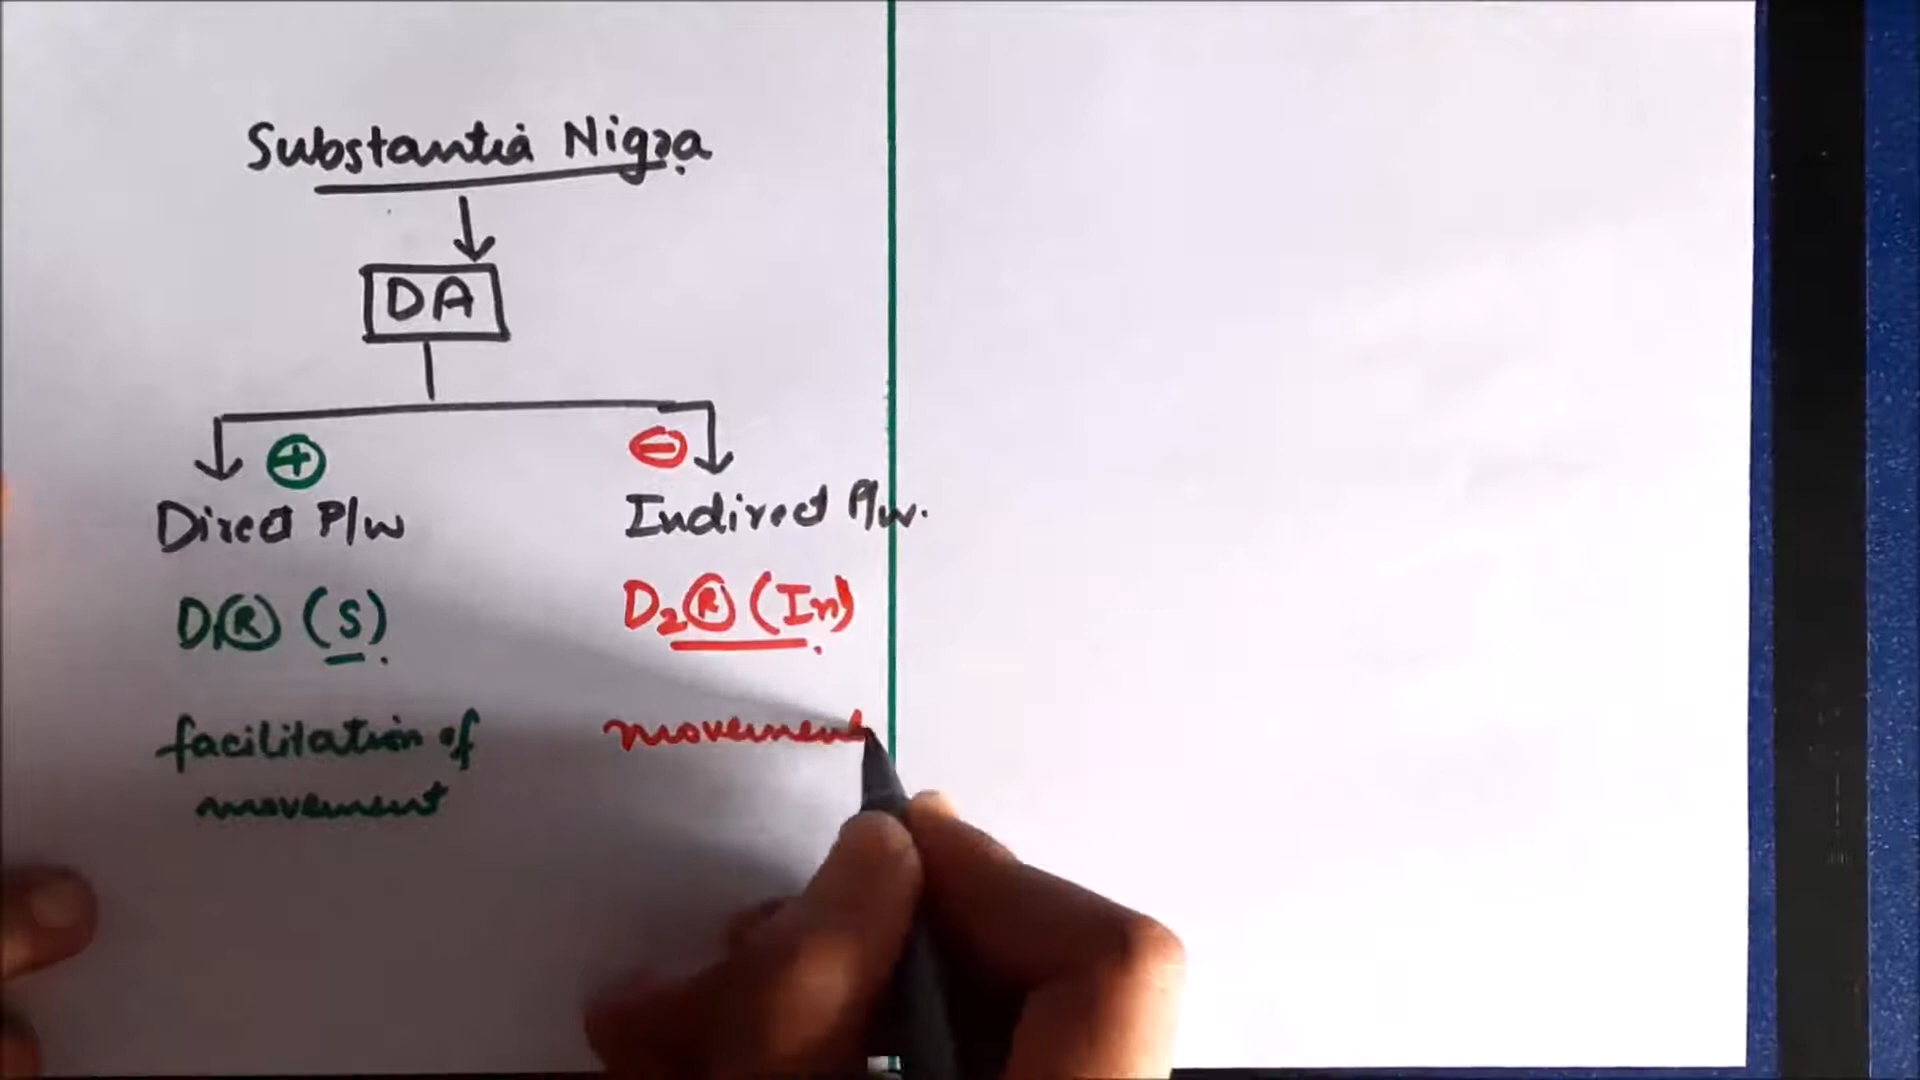 Substantia Nigra
DA
+ −
Direct P/w Indirect P/w.
D1 R (S) D2 R (In)
facilitation of movement
movement